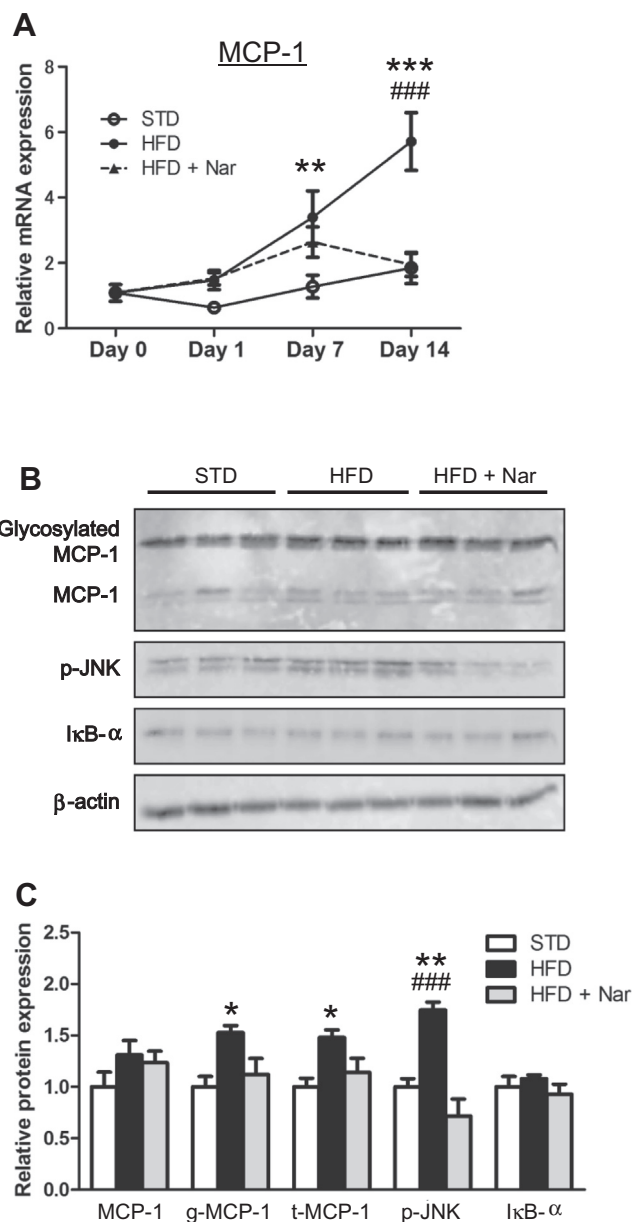 A
MCP-1
***
###
**
STD
HFD
HFD + Nar
Relative mRNA expression
8
6
4
2
0
Day 0 Day 1 Day 7 Day 14
B
STD HFD HFD + Nar
Glycosylated
MCP-1
MCP-1
p-JNK
IκB-α
β-actin
C
Relative protein expression
2.5
2.0
1.5
1.0
0.5
0.0
STD
HFD
HFD + Nar
**
###
* *
MCP-1 g-MCP-1 t-MCP-1 p-JNK IκB-α